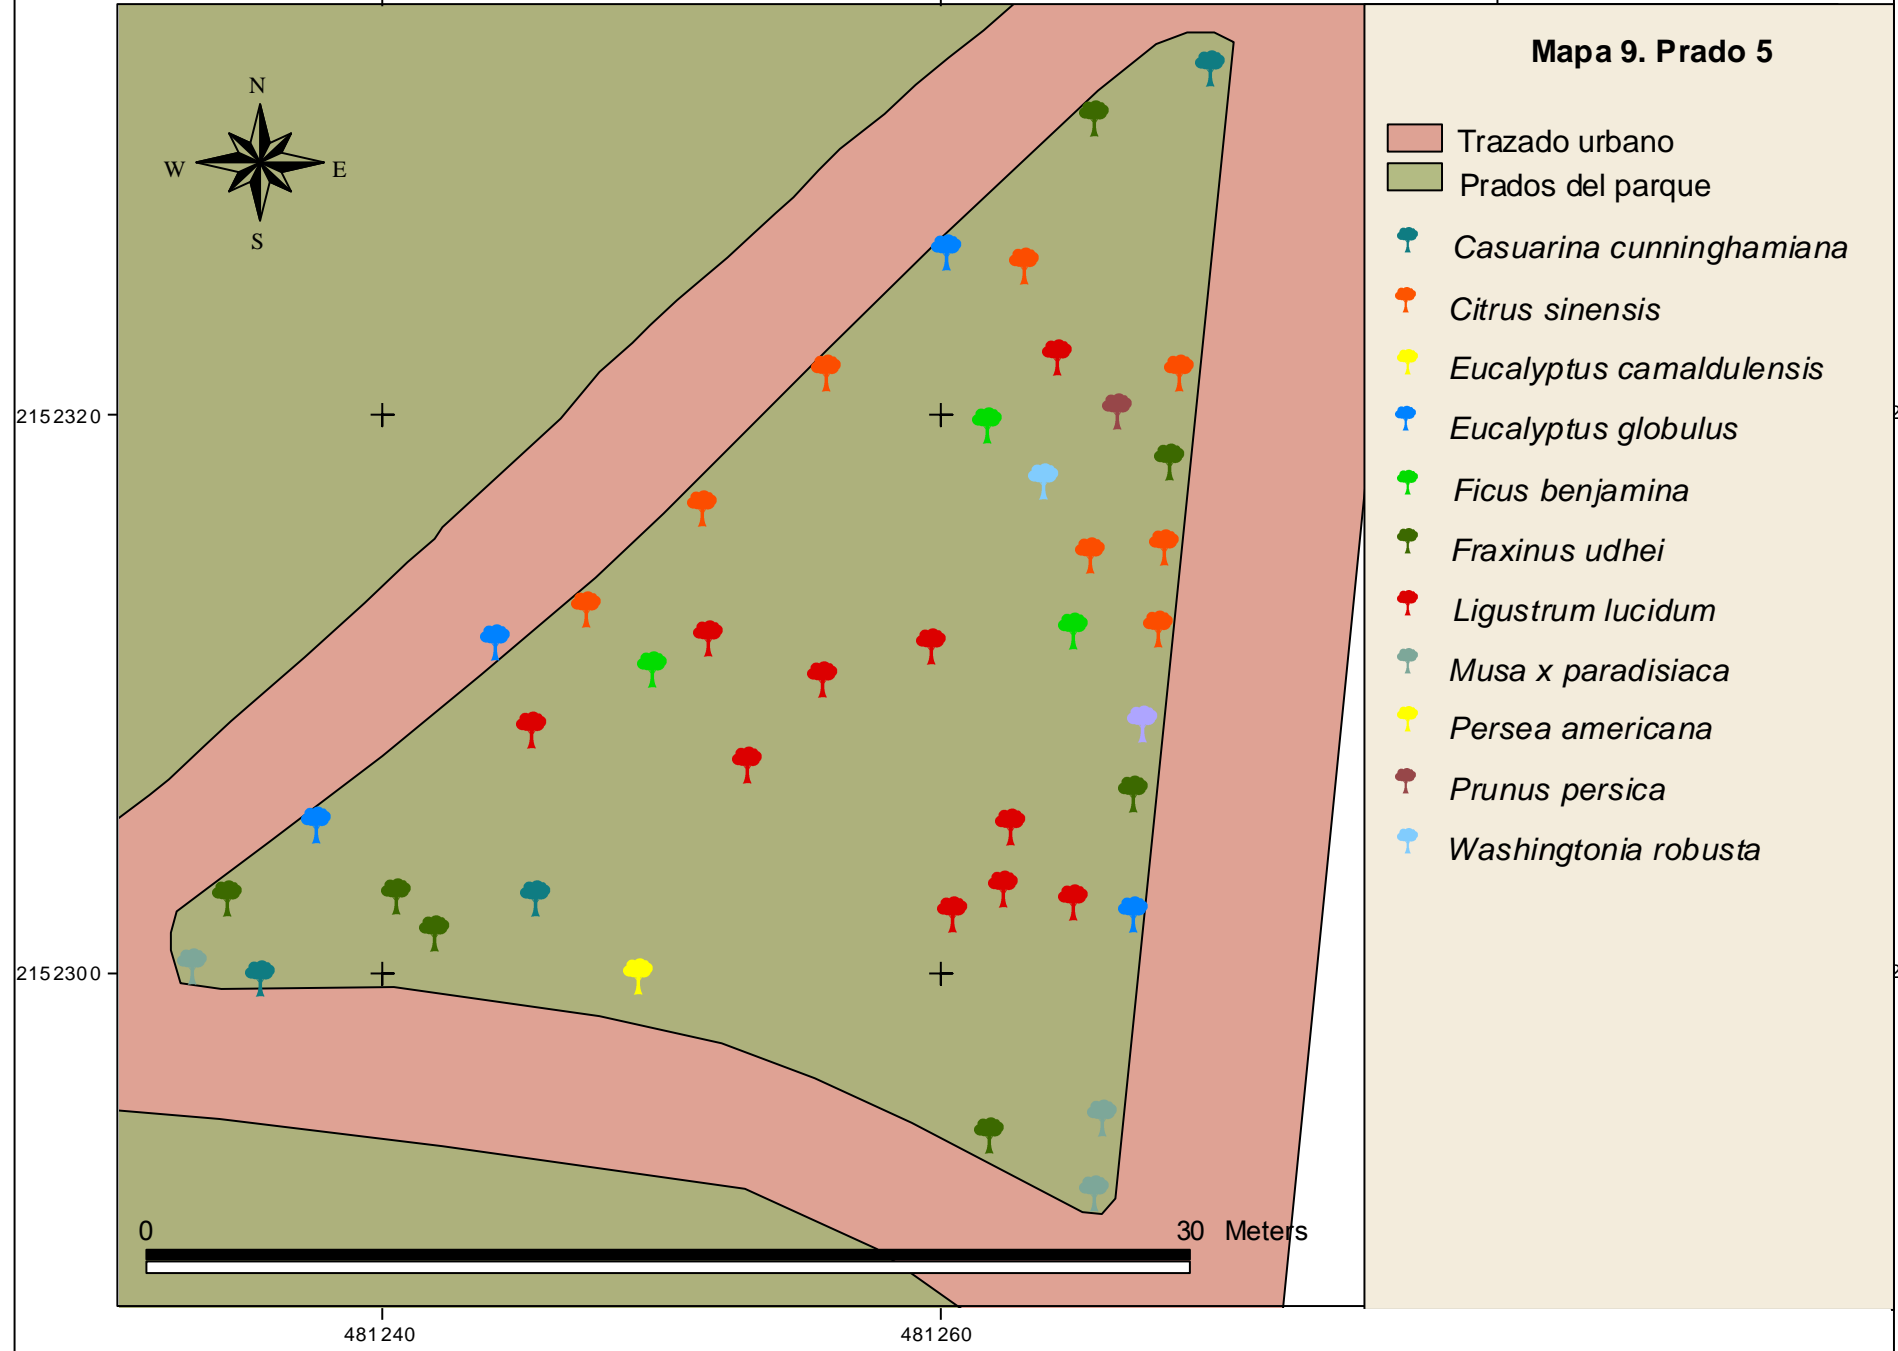 Mapa 9. Prado 5
N
W E
S
Trazado urbano
Prados del parque
Casuarina cunninghamiana
Citrus sinensis
Eucalyptus camaldulensis
Eucalyptus globulus
Ficus benjamina
Fraxinus udhei
Ligustrum lucidum
Musa x paradisiaca
Persea americana
Prunus persica
Washingtonia robusta
2152320
2152300
0 30 Meters
481240 481260